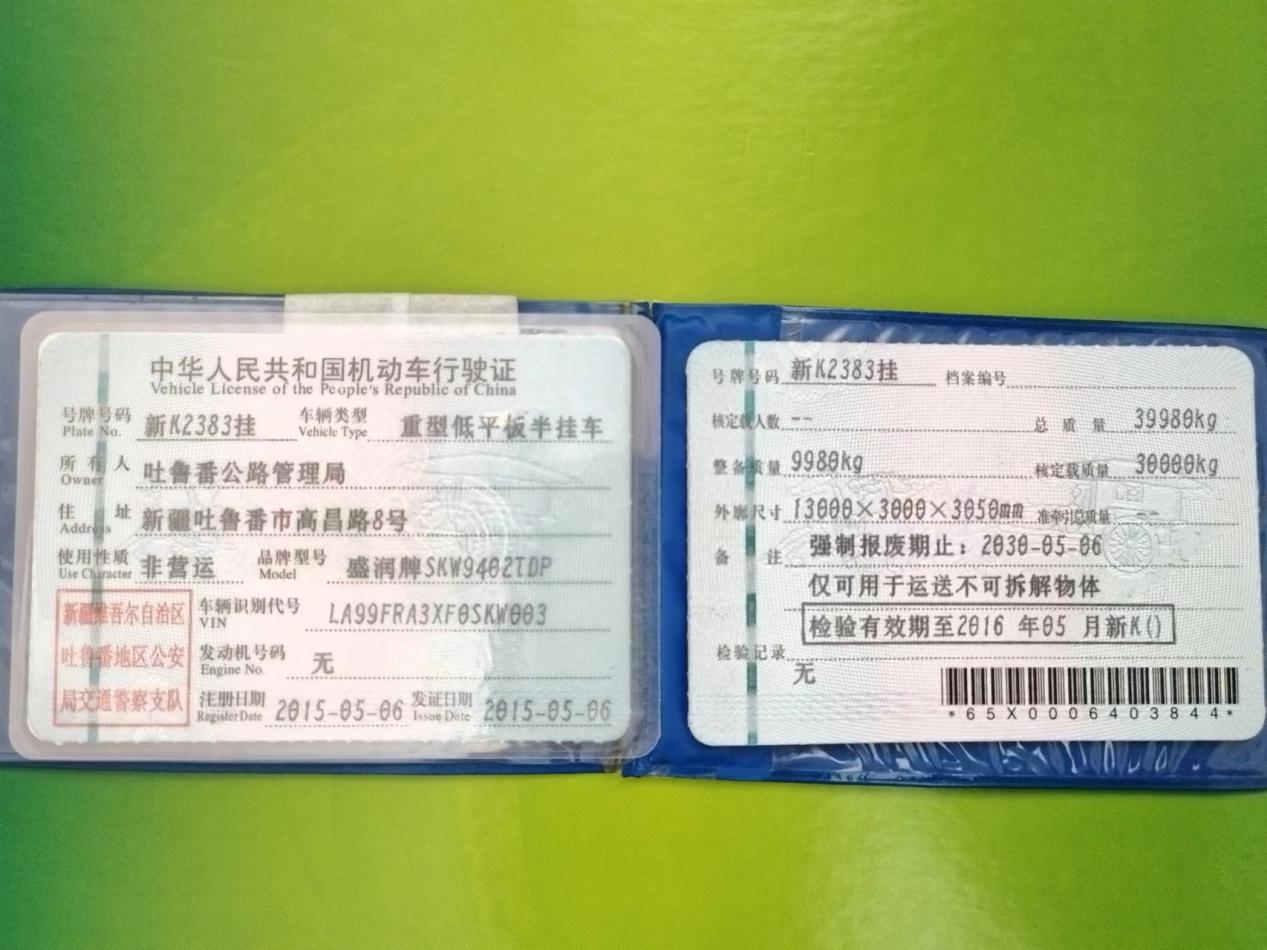 中华人民共和国机动车行驶证
Vehicle License of the People's Republic of China
号牌号码 Plate No. 新K2383挂 车辆类型 Vehicle Type 重型低平板半挂车
所有人 Owner 吐鲁番公路管理局
住址 Address 新疆吐鲁番市高昌路8号
使用性质 Use Character 非营运 品牌型号 Model 盛润牌SKW9402TDP
新疆维吾尔自治区
吐鲁番地区公安
局交通警察支队
车辆识别代号 VIN LA99FRA3XF0SKW003
发动机号码 Engine No. 无
注册日期 Register Date 2015-05-06 发证日期 Issue Date 2015-05-06
号牌号码 新K2383挂 档案编号
核定载人数 -- 总质量 39980kg
整备质量 9980kg 核定载质量 30000kg
外廓尺寸 13000×3000×3050mm 准牵引总质量
备注 强制报废期止：2030-05-06
仅可用于运送不可拆解物体
检验有效期至2016 年05 月新K()
检验记录
无
*65X0006403844*